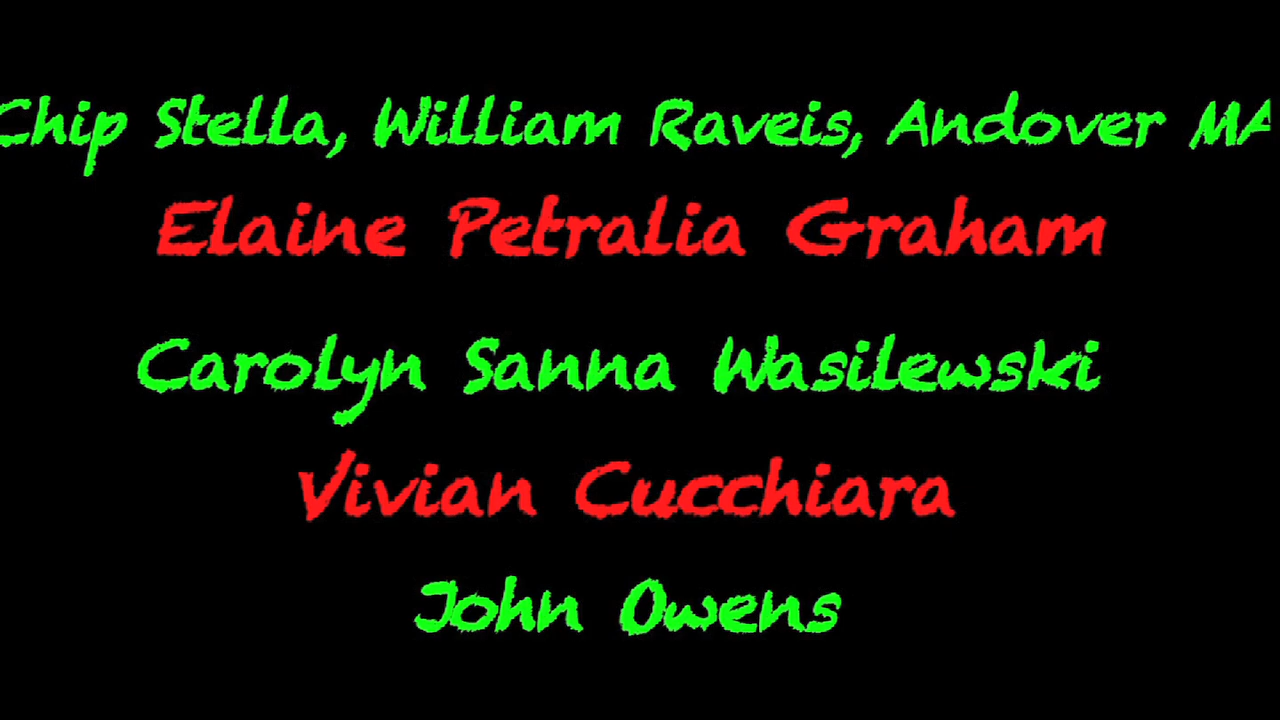 Chip Stella, William Raveis, Andover MA
Elaine Petralia Graham
Carolyn Sanna Wasilewski
Vivian Cucchiara
John Owens